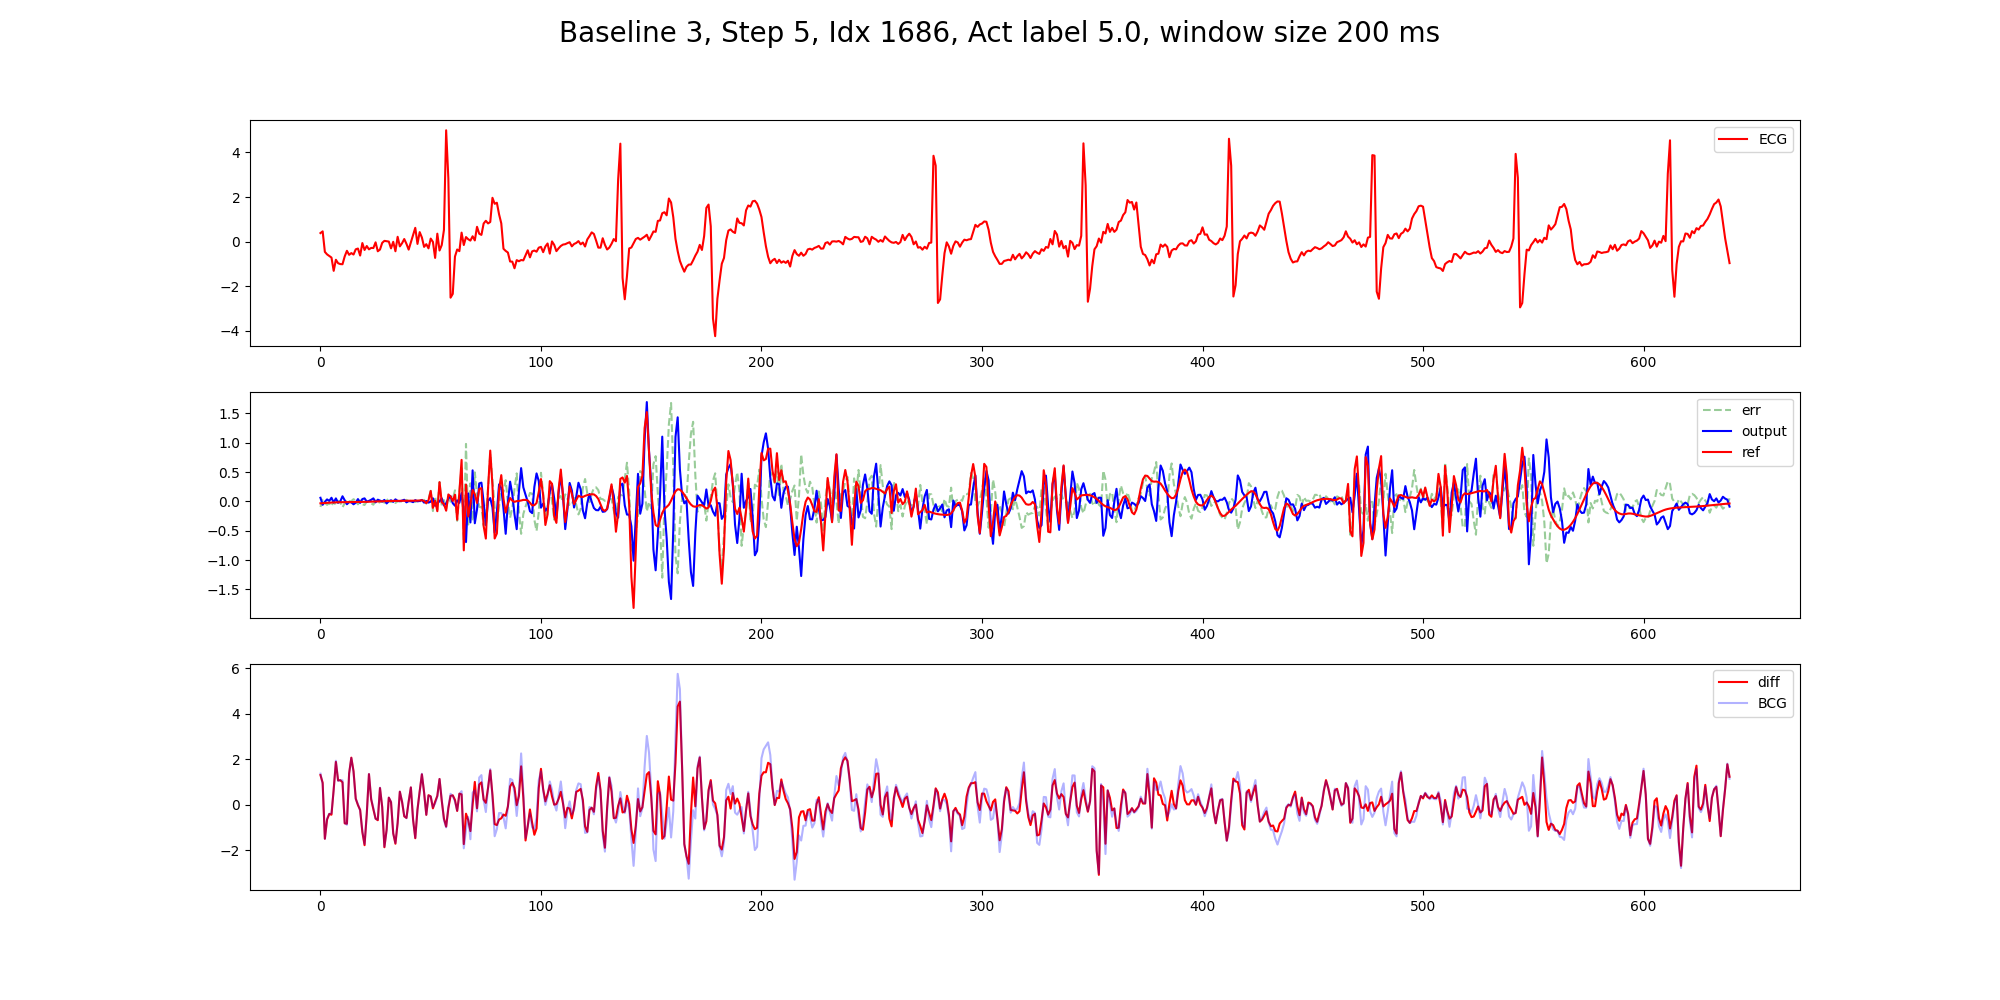 Baseline 3, Step 5, Idx 1686, Act label 5.0, window size 200 ms
ECG
4
2
0
−2
−4
0 100 200 300 400 500 600
err
output
ref
1.5
1.0
0.5
0.0
−0.5
−1.0
−1.5
0 100 200 300 400 500 600
diff
BCG
6
4
2
0
−2
0 100 200 300 400 500 600